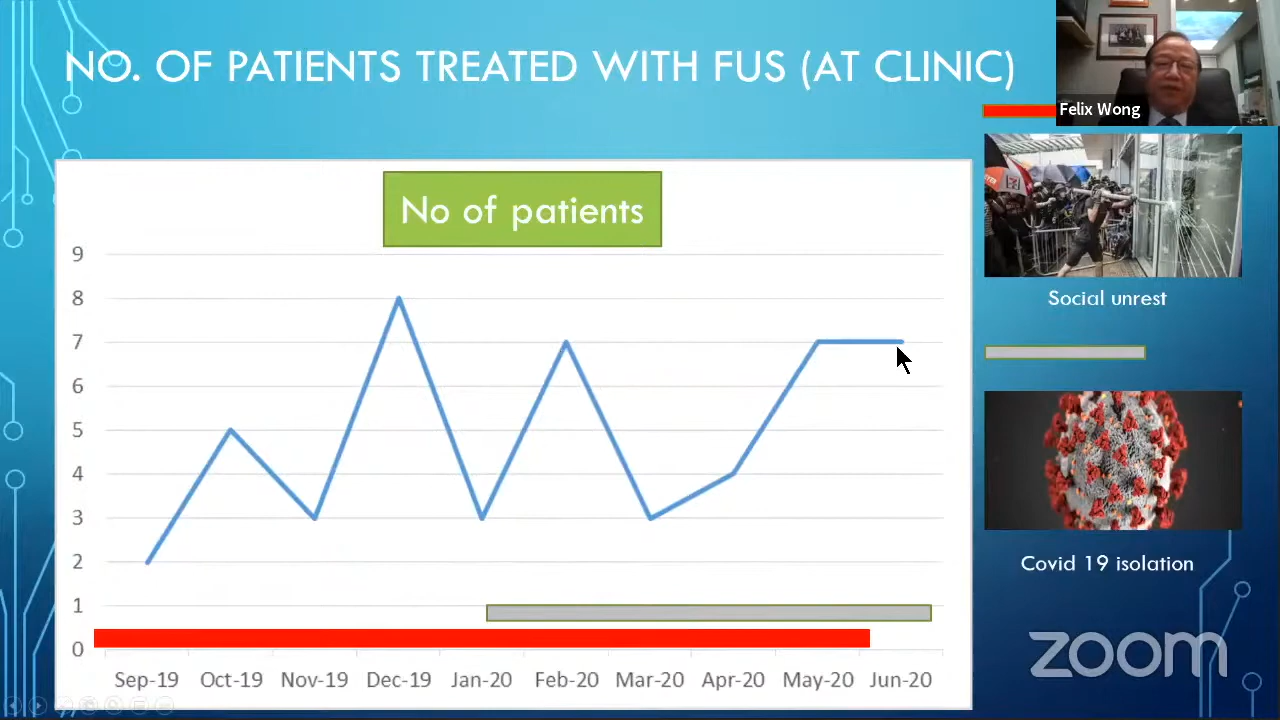 NO. OF PATIENTS TREATED WITH FUS (AT CLINIC)
Felix Wong
No of patients
9
8
7
6
5
4
3
2
1
0
Sep-19 Oct-19 Nov-19 Dec-19 Jan-20 Feb-20 Mar-20 Apr-20 May-20 Jun-20
Social unrest
Covid 19 isolation
zoom